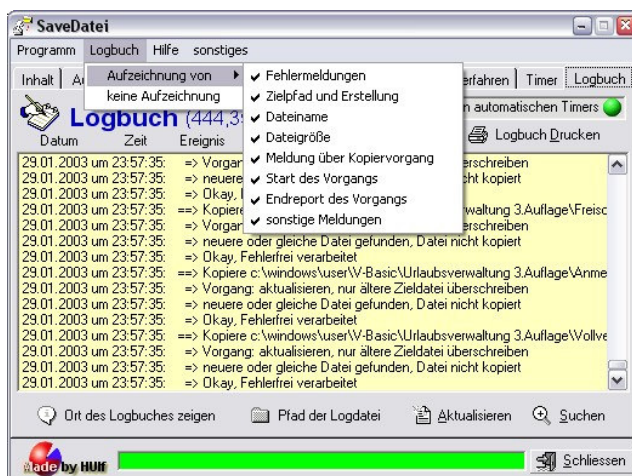 SaveDatei
Programm Logbuch Hilfe sonstiges
Aufzeichnung von
keine Aufzeichnung
Fehlermeldungen
Zielpfad und Erstellung
Dateiname
Dateigröße
Meldung über Kopiervorgang
Start des Vorgangs
Endreport des Vorgangs
sonstige Meldungen
Inhalt Timer Logbuch
Logbuch automatischen Timers
Datum Zeit Ereignis Logbuch Drucken
29.01.2003 um 23:57:35: => überschreiben
29.01.2003 um 23:57:35: => neuere nicht kopiert
29.01.2003 um 23:57:35: => Okay,
29.01.2003 um 23:57:35: ==> Kopiere
29.01.2003 um 23:57:35: =>
29.01.2003 um 23:57:35: => neuere oder gleiche Datei gefunden, Datei nicht kopiert
29.01.2003 um 23:57:35: => Okay, Fehlerfrei verarbeitet
29.01.2003 um 23:57:35: ==> Kopiere c:\windows\user\V-Basic\Urlaubsverwaltung 3.Auflage\Anme
29.01.2003 um 23:57:35: => Vorgang: aktualisieren, nur ältere Zieldatei überschreiben
29.01.2003 um 23:57:35: => neuere oder gleiche Datei gefunden, Datei nicht kopiert
29.01.2003 um 23:57:35: => Okay, Fehlerfrei verarbeitet
29.01.2003 um 23:57:35: ==> Kopiere c:\windows\user\V-Basic\Urlaubsverwaltung 3.Auflage\Vollve
29.01.2003 um 23:57:35: => Vorgang: aktualisieren, nur ältere Zieldatei überschreiben
29.01.2003 um 23:57:35: => neuere oder gleiche Datei gefunden, Datei nicht kopiert
29.01.2003 um 23:57:35: => Okay, Fehlerfrei verarbeitet
Ort des Logbuches zeigen Pfad der Logdatei Aktualisieren Suchen
Made by HUlf Schliessen